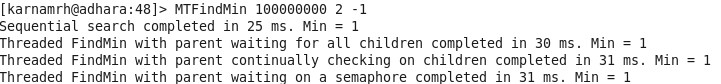 [karnamrh@adhara:48]> MTFindMin 100000000 2 -1
Sequential search completed in 25 ms. Min = 1
Threaded FindMin with parent waiting for all children completed in 30 ms. Min = 1
Threaded FindMin with parent continually checking on children completed in 31 ms. Min = 1
Threaded FindMin with parent waiting on a semaphore completed in 31 ms. Min = 1